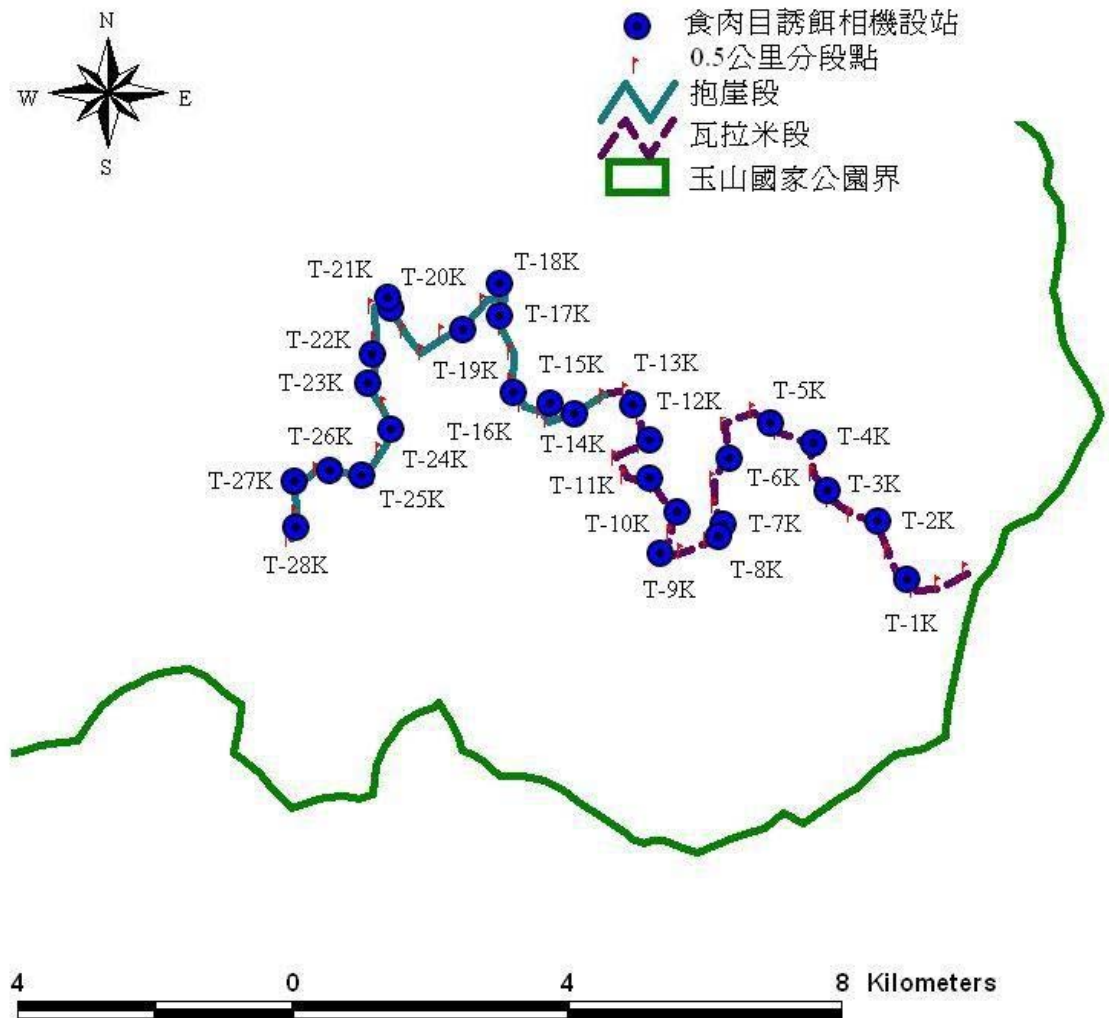 N
W E
S
食肉目誘餌相機設站
0.5公里分段點
抱崖段
瓦拉米段
玉山國家公園界
T-18K
T-21K T-20K
T-17K
T-22K
T-19K T-15K T-13K
T-23K
T-12K T-5K
T-16K
T-14K
T-4K
T-26K T-24K
T-6K
T-27K T-11K T-3K
T-25K
T-10K T-7K T-2K
T-28K T-8K
T-9K
T-1K
4 0 4 8 Kilometers